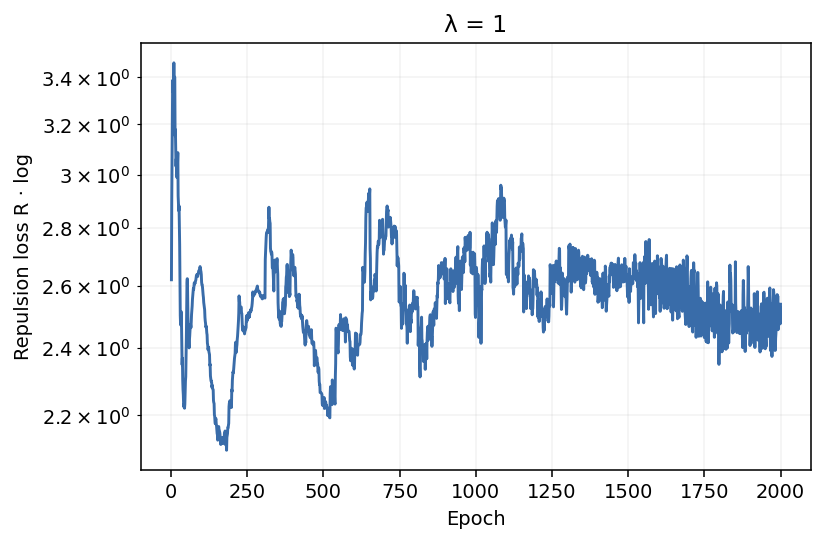 λ = 1
Repulsion loss R · log
3.4 × 10⁰
3.2 × 10⁰
3 × 10⁰
2.8 × 10⁰
2.6 × 10⁰
2.4 × 10⁰
2.2 × 10⁰
0 250 500 750 1000 1250 1500 1750 2000
Epoch